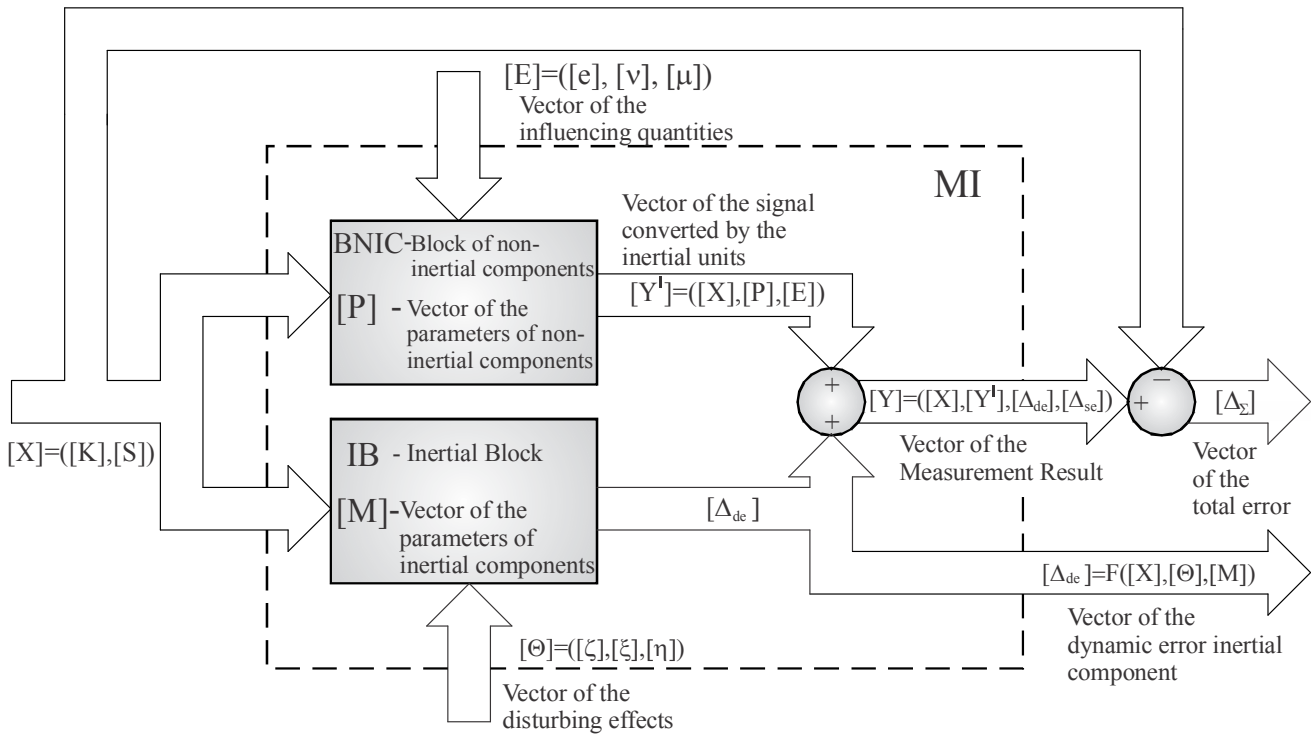 [E]=([e], [ν], [μ])
Vector of the
influencing quantities
MI
Vector of the signal
converted by the
inertial units
[Yᴵ]=([X],[P],[E])
BNIC-Block of non-
inertial components
[P] - Vector of the
parameters of non-
inertial components
[X]=([K],[S])
IB - Inertial Block
[M]-Vector of the
parameters of
inertial components
[Δde]
+
+
[Y]=([X],[Yᴵ],[Δde],[Δse])
Vector of the
Measurement Result
−
+
[ΔΣ]
Vector
of the
total error
[Δde]=F([X],[Θ],[M])
Vector of the
dynamic error inertial
component
[Θ]=([ζ],[ξ],[η])
Vector of the
disturbing effects